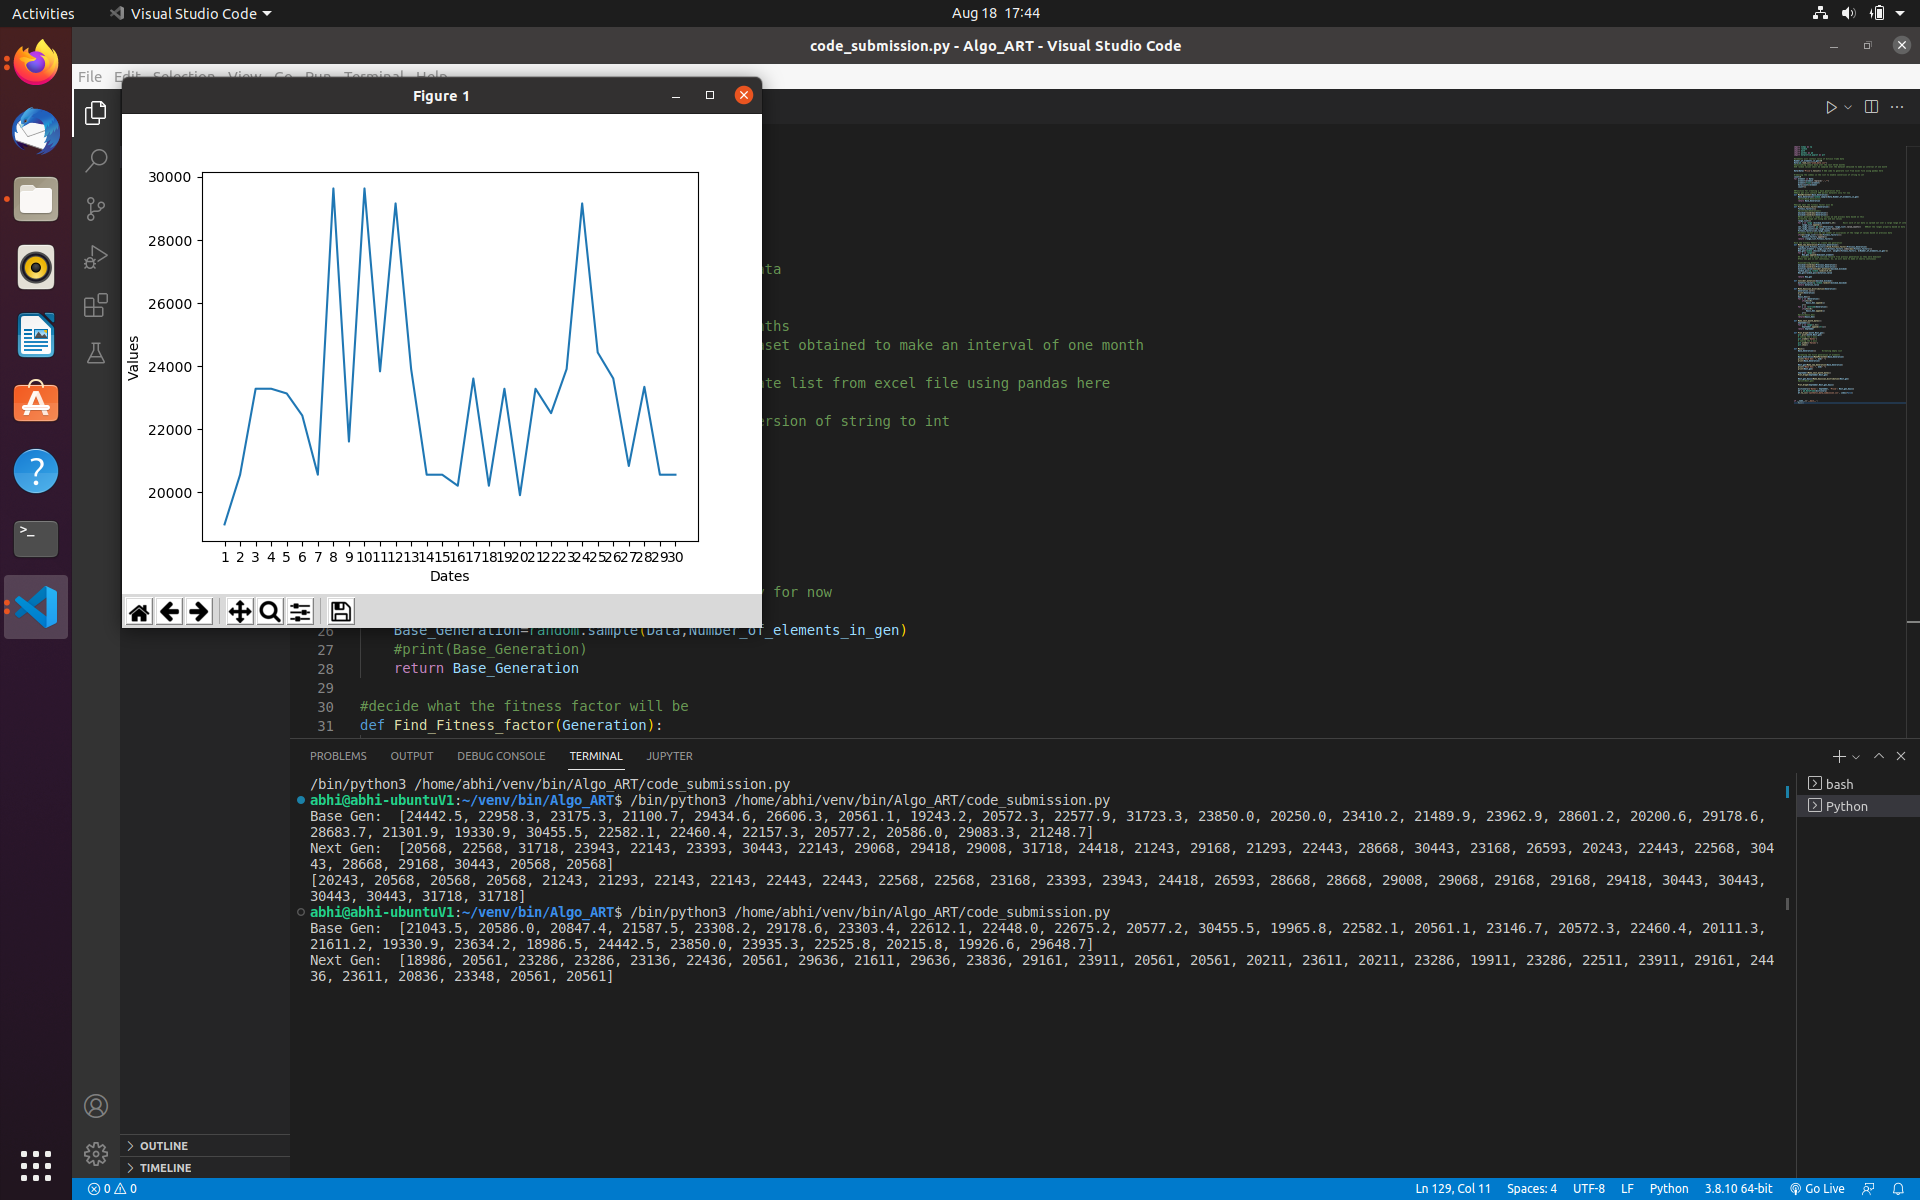 Activities
Visual Studio Code
Aug 18 17:44
code_submission.py - Algo_ART - Visual Studio Code
File Edit Selection View Go Run Terminal Help
Figure 1
30000
28000
26000
24000
22000
20000
Values
1 2 3 4 5 6 7 8 9 10 11 12 13 14 15 16 17 18 19 20 21 22 23 24 25 26 27 28 29 30
Dates
ata
ths
set obtained to make an interval of one month
te list from excel file using pandas here
rsion of string to int
for now
26 Base_Generation=random.sample(Data,Number_of_elements_in_gen)
27 #print(Base_Generation)
28 return Base_Generation
29
30 #decide what the fitness factor will be
31 def Find_Fitness_factor(Generation):
PROBLEMS OUTPUT DEBUG CONSOLE TERMINAL JUPYTER
/bin/python3 /home/abhi/venv/bin/Algo_ART/code_submission.py
abhi@abhi-ubuntuV1:~/venv/bin/Algo_ART$ /bin/python3 /home/abhi/venv/bin/Algo_ART/code_submission.py
Base Gen:  [24442.5, 22958.3, 23175.3, 21100.7, 29434.6, 26606.3, 20561.1, 19243.2, 20572.3, 22577.9, 31723.3, 23850.0, 20250.0, 23410.2, 21489.9, 23962.9, 28601.2, 20200.6, 29178.6,
28683.7, 21301.9, 19330.9, 30455.5, 22582.1, 22460.4, 22157.3, 20577.2, 20586.0, 29083.3, 21248.7]
Next Gen:  [20568, 22568, 31718, 23943, 22143, 23393, 30443, 22143, 29068, 29418, 29008, 31718, 24418, 21243, 29168, 21293, 22443, 28668, 30443, 23168, 26593, 20243, 22443, 22568, 304
43, 28668, 29168, 30443, 20568, 20568]
[20243, 20568, 20568, 20568, 21243, 21293, 22143, 22143, 22443, 22443, 22568, 22568, 23168, 23393, 23943, 24418, 26593, 28668, 28668, 29008, 29068, 29168, 29168, 29418, 30443, 30443,
30443, 30443, 31718, 31718]
abhi@abhi-ubuntuV1:~/venv/bin/Algo_ART$ /bin/python3 /home/abhi/venv/bin/Algo_ART/code_submission.py
Base Gen:  [21043.5, 20586.0, 20847.4, 21587.5, 23308.2, 29178.6, 23303.4, 22612.1, 22448.0, 22675.2, 20577.2, 30455.5, 19965.8, 22582.1, 20561.1, 23146.7, 20572.3, 22460.4, 20111.3,
21611.2, 19330.9, 23634.2, 18986.5, 24442.5, 23850.0, 23935.3, 22525.8, 20215.8, 19926.6, 29648.7]
Next Gen:  [18986, 20561, 23286, 23286, 23136, 22436, 20561, 29636, 21611, 29636, 23836, 29161, 23911, 20561, 20561, 20211, 23611, 20211, 23286, 19911, 23286, 22511, 23911, 29161, 244
36, 23611, 20836, 23348, 20561, 20561]
bash
Python
OUTLINE
TIMELINE
0 0
Ln 129, Col 11 Spaces: 4 UTF-8 LF Python 3.8.10 64-bit Go Live